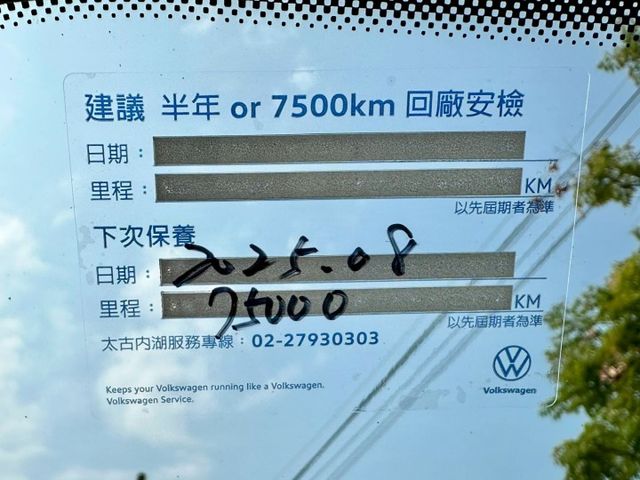 建議 半年 or 7500km 回廠安檢
日期：
里程： KM
以先屆期者為準
下次保養
日期： 2025.08
里程： 75000 KM
以先屆期者為準
太古内湖服務專線：02-27930303
Keeps your Volkswagen running like a Volkswagen.
Volkswagen Service.
Volkswagen